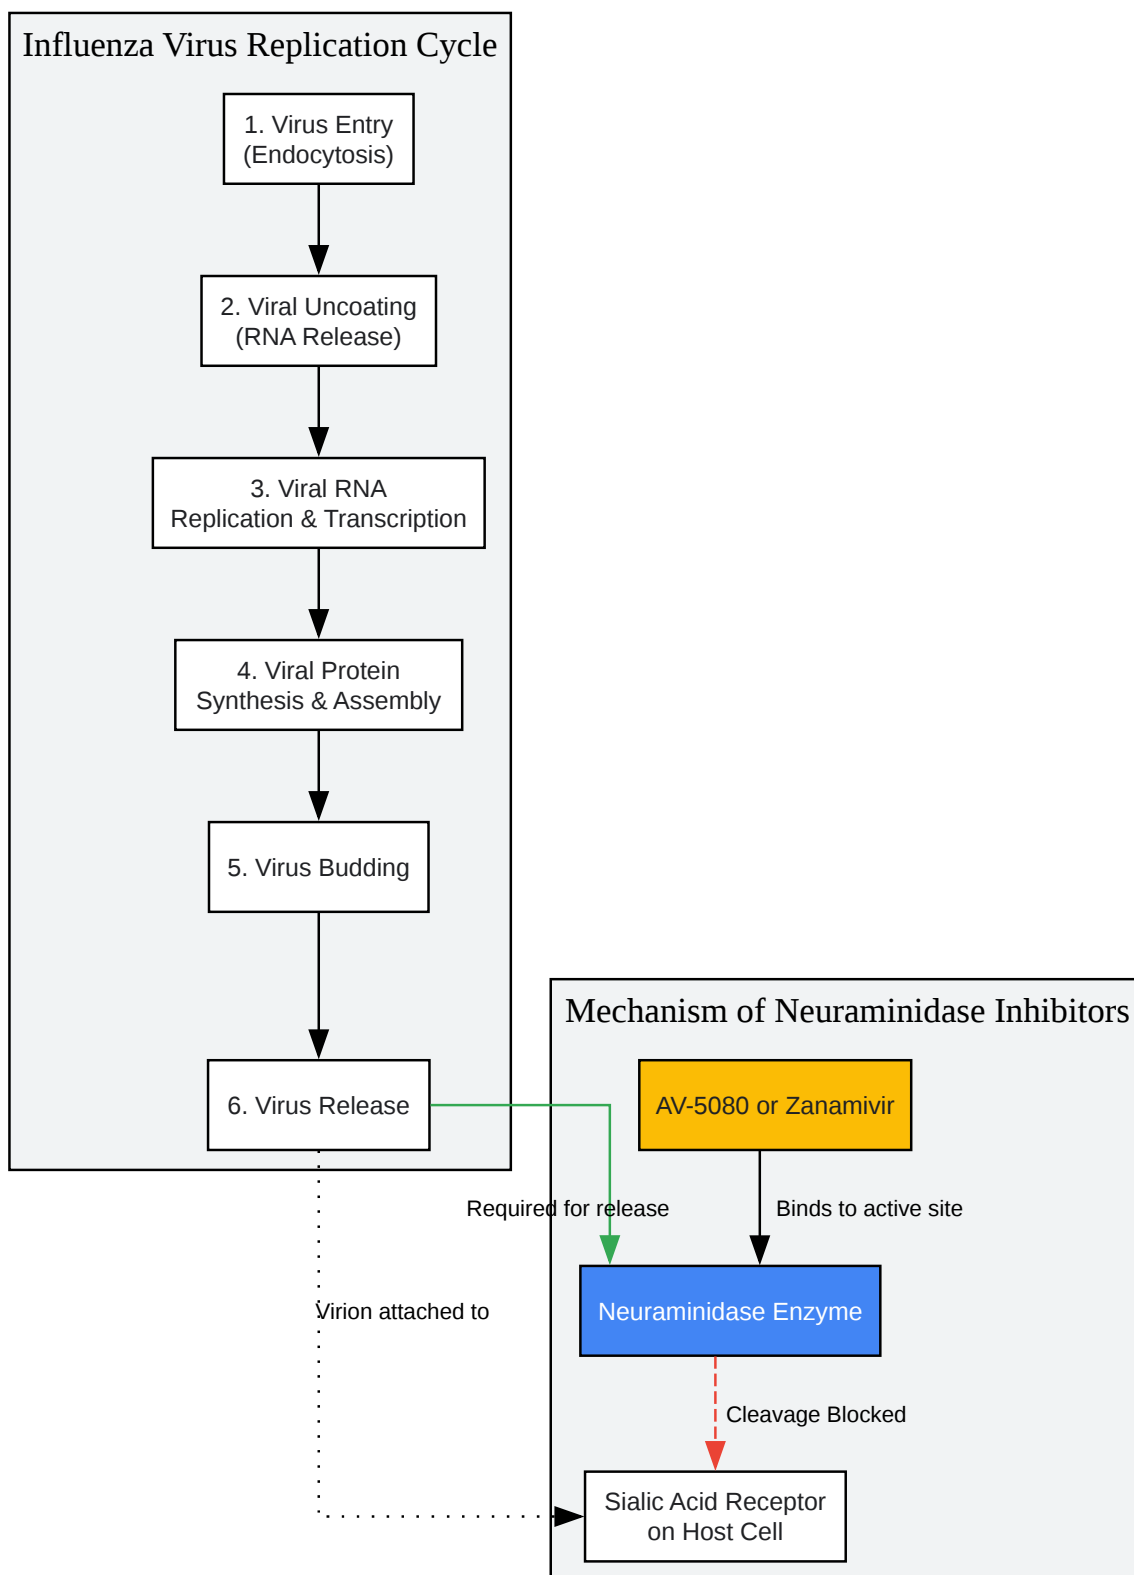 Influenza Virus Replication Cycle
1. Virus Entry
(Endocytosis)
2. Viral Uncoating
(RNA Release)
3. Viral RNA
Replication & Transcription
4. Viral Protein
Synthesis & Assembly
5. Virus Budding
6. Virus Release
Mechanism of Neuraminidase Inhibitors
AV-5080 or Zanamivir
Required for release
Binds to active site
Neuraminidase Enzyme
Virion attached to
Cleavage Blocked
Sialic Acid Receptor
on Host Cell